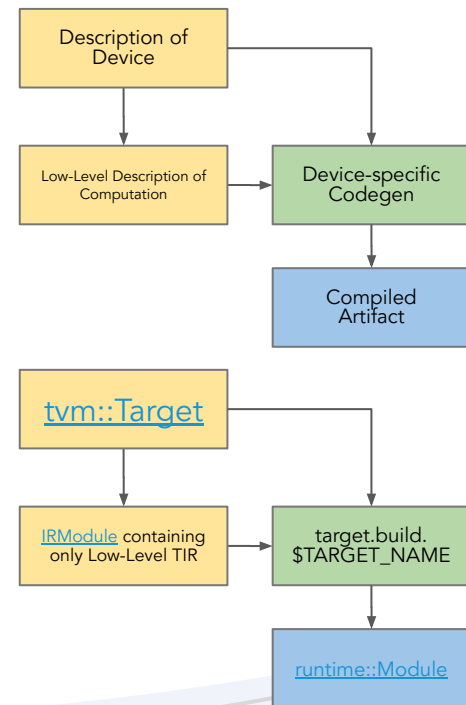 Description of
Device
Low-Level Description of
Computation
Device-specific
Codegen
Compiled
Artifact
tvm::Target
IRModule containing
only Low-Level TIR
target.build.
$TARGET_NAME
runtime::Module